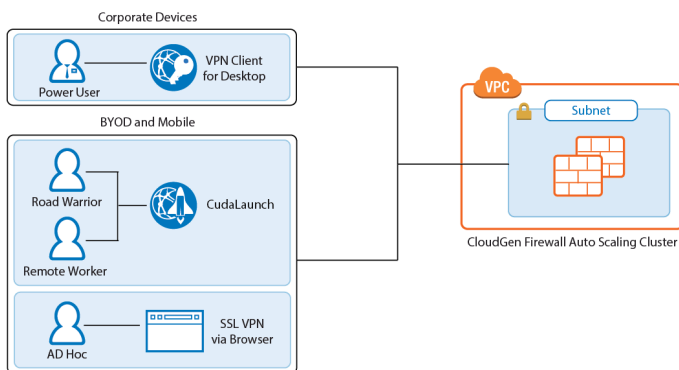 Corporate Devices
Power User
VPN Client
for Desktop
BYOD and Mobile
Road Warrior
CudaLaunch
Remote Worker
AD Hoc
SSL VPN
via Browser
VPC
Subnet
CloudGen Firewall Auto Scaling Cluster